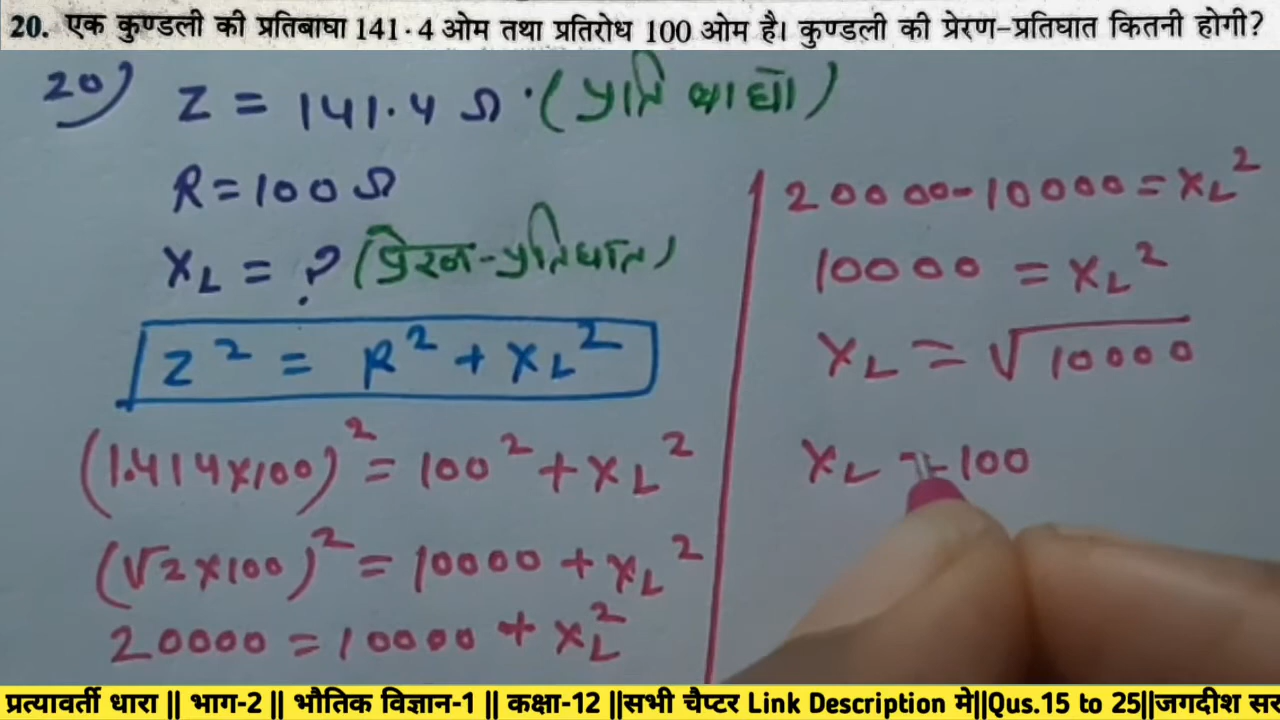 20. एक कुण्डली की प्रतिबाधा 141·4 ओम तथा प्रतिरोध 100 ओम है। कुण्डली की प्रेरण-प्रतिघात कितनी होगी?
20)
Z = 141.4 Ω (प्रति बाधा)
R = 100 Ω
XL = ? (प्रेरण-प्रतिघात)
Z² = R² + XL²
(1.414×100)² = 100² + XL²
(√2×100)² = 10000 + XL²
20000 = 10000 + XL²
20000-10000 = XL²
10000 = XL²
XL = √10000
XL = 100
प्रत्यावर्ती धारा || भाग-2 || भौतिक विज्ञान-1 || कक्षा-12 ||सभी चैप्टर Link Description मे||Qus.15 to 25||जगदीश सर